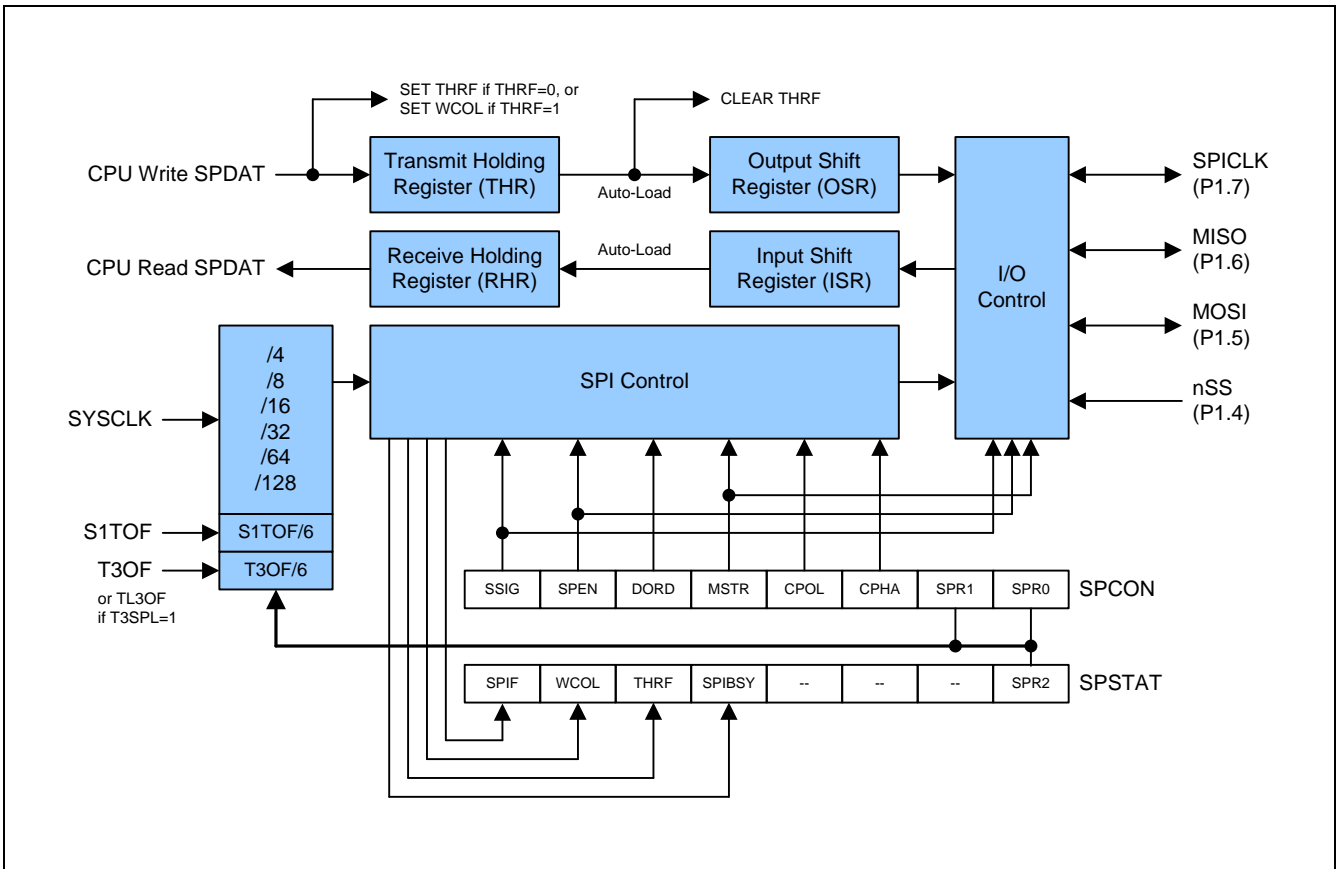 SET THRF if THRF=0, or
SET WCOL if THRF=1
CLEAR THRF
CPU Write SPDAT
Transmit Holding
Register (THR)
Auto-Load
Output Shift
Register (OSR)
SPICLK
(P1.7)
CPU Read SPDAT
Receive Holding
Register (RHR)
Auto-Load
Input Shift
Register (ISR)
I/O
Control
MISO
(P1.6)
MOSI
(P1.5)
nSS
(P1.4)
SYSCLK
/4
/8
/16
/32
/64
/128
SPI Control
S1TOF
S1TOF/6
T3OF
or TL3OF
if T3SPL=1
T3OF/6
SSIG SPEN DORD MSTR CPOL CPHA SPR1 SPR0 SPCON
SPIF WCOL THRF SPIBSY -- -- -- SPR2 SPSTAT